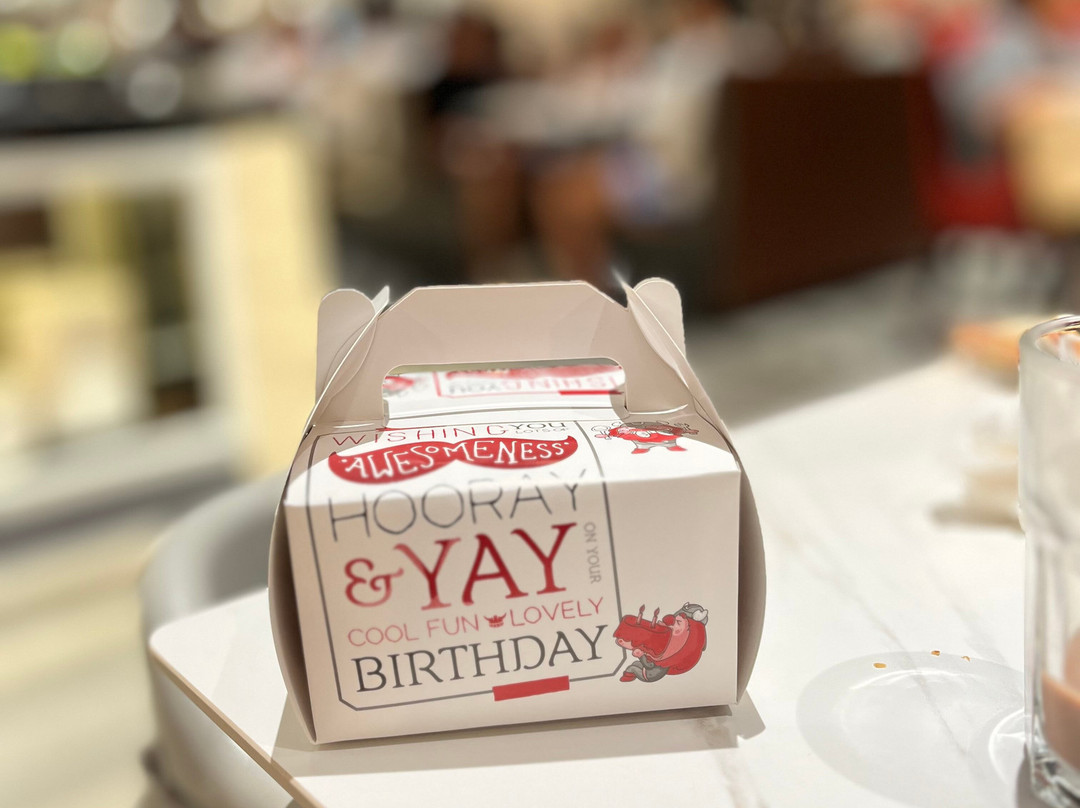 WISHING YOU
LOTS OF
AWESOMENESS
HOORAY
& YAY
ON YOUR
COOL FUN LOVELY
BIRTHDAY